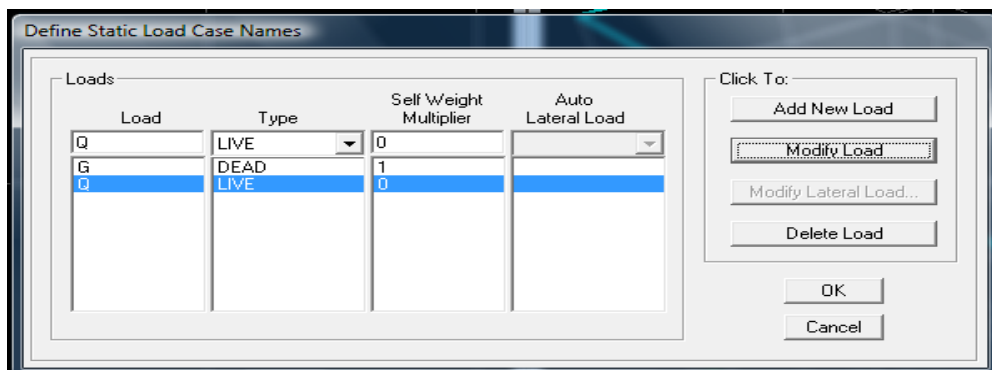 Define Static Load Case Names
Loads
Click To:
Load Type Self Weight Multiplier Auto Lateral Load
Q LIVE 0
G DEAD 1
Q LIVE 0
Add New Load
Modify Load
Modify Lateral Load...
Delete Load
OK
Cancel